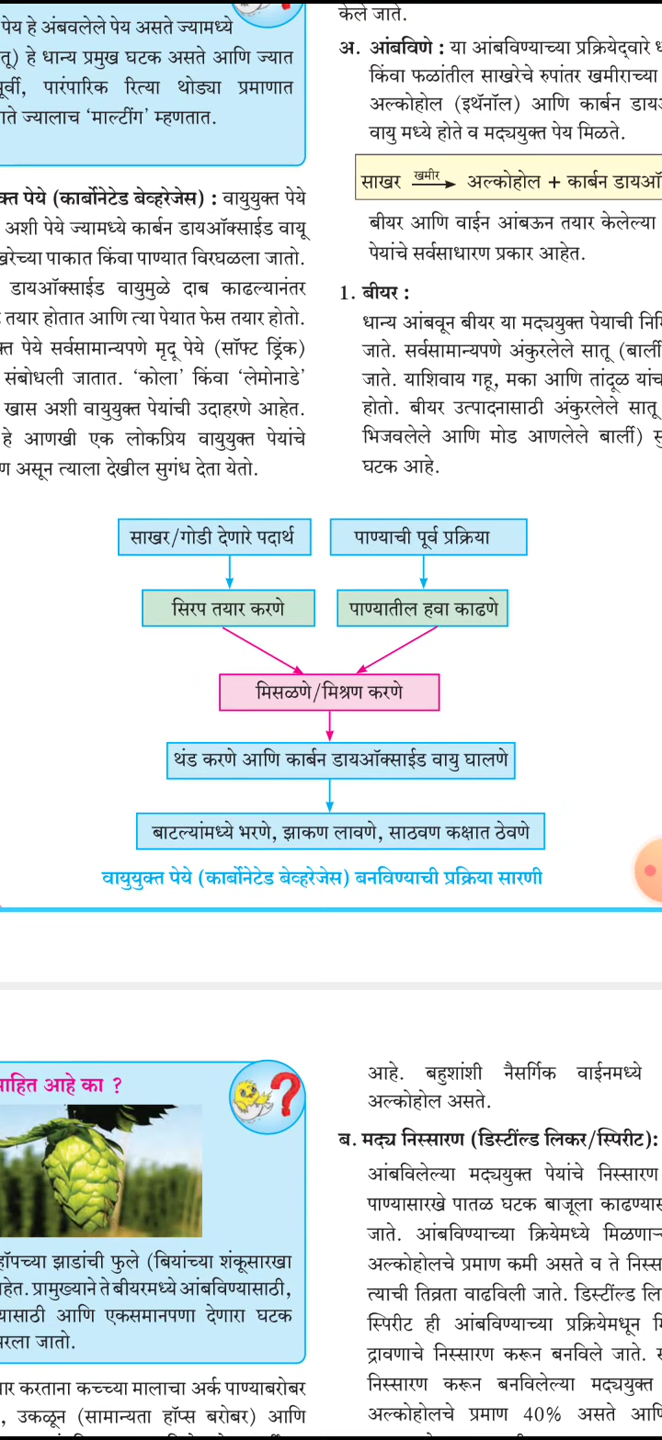 पेय हे अंबवलेले पेय असते ज्यामध्ये
हे धान्य प्रमुख घटक असते आणि ज्यात
पारंपारिक रित्या थोड्या प्रमाणात
ज्यालाच ‘माल्टींग’ म्हणतात.
पेये (कार्बोनेटेड बेव्हरेजेस) : वायुयुक्त पेये
अशी पेये ज्यामध्ये कार्बन डायऑक्साईड वायू
पाकात किंवा पाण्यात विरघळला जातो.
डायऑक्साईड वायुमुळे दाब काढल्यानंतर
तयार होतात आणि त्या पेयात फेस तयार होतो.
पेये सर्वसामान्यपणे मृदू पेये (सॉफ्ट ड्रिंक)
संबोधली जातात. ‘कोला’ किंवा ‘लेमोनाडे’
खास अशी वायुयुक्त पेयांची उदाहरणे आहेत.
हे आणखी एक लोकप्रिय वायुयुक्त पेयांचे
असून त्याला देखील सुगंध देता येतो.
केले जाते.
अ. आंबविणे : या आंबविण्याच्या प्रक्रियेद्वारे
किंवा फळांतील साखरेचे रुपांतर खमीराच्या
अल्कोहोल (इथॅनॉल) आणि कार्बन
वायु मध्ये होते व मद्ययुक्त पेय मिळते.
साखर खमीर → अल्कोहोल + कार्बन
बीयर आणि वाईन आंबऊन तयार केलेल्या
पेयांचे सर्वसाधारण प्रकार आहेत.
1. बीयर :
धान्य आंबवून बीयर या मद्ययुक्त पेयाची
जाते. सर्वसामान्यपणे अंकुरलेले सातू (बार्ली
जाते. याशिवाय गहू, मका आणि तांदूळ
होतो. बीयर उत्पादनासाठी अंकुरलेले सातू
भिजवलेले आणि मोड आणलेले बार्ली)
घटक आहे.
साखर/गोडी देणारे पदार्थ
पाण्याची पूर्व प्रक्रिया
सिरप तयार करणे
पाण्यातील हवा काढणे
मिसळणे/मिश्रण करणे
थंड करणे आणि कार्बन डायऑक्साईड वायु घालणे
बाटल्यांमध्ये भरणे, झाकण लावणे, साठवण कक्षात ठेवणे
वायुयुक्त पेये (कार्बोनेटेड बेव्हरेजेस) बनविण्याची प्रक्रिया सारणी
आहे का ?
झाडांची फुले (बियांच्या शंकूसारखा
प्रामुख्याने ते बीयरमध्ये आंबविण्यासाठी,
आणि एकसमानपणा देणारा घटक
जातो.
करताना कच्च्या मालाचा अर्क पाण्याबरोबर
, उकळून (सामान्यता हॉप्स बरोबर) आणि
आहे. बहुशांशी नैसर्गिक वाईनमध्ये
अल्कोहोल असते.
ब. मद्य निस्सारण (डिस्टींल्ड लिकर/स्पिरीट):
आंबविलेल्या मद्ययुक्त पेयांचे निस्सारण
पाण्यासारखे पातळ घटक बाजूला
जाते. आंबविण्याच्या क्रियेमध्ये
अल्कोहोलचे प्रमाण कमी असते व ते
त्याची तिव्रता वाढविली जाते. डिस्टींल्ड
स्पिरीट ही आंबविण्याच्या प्रक्रियेमधून
द्रावणाचे निस्सारण करून बनविले जाते.
निस्सारण करून बनविलेल्या मद्ययुक्त
अल्कोहोलचे प्रमाण 40% असते